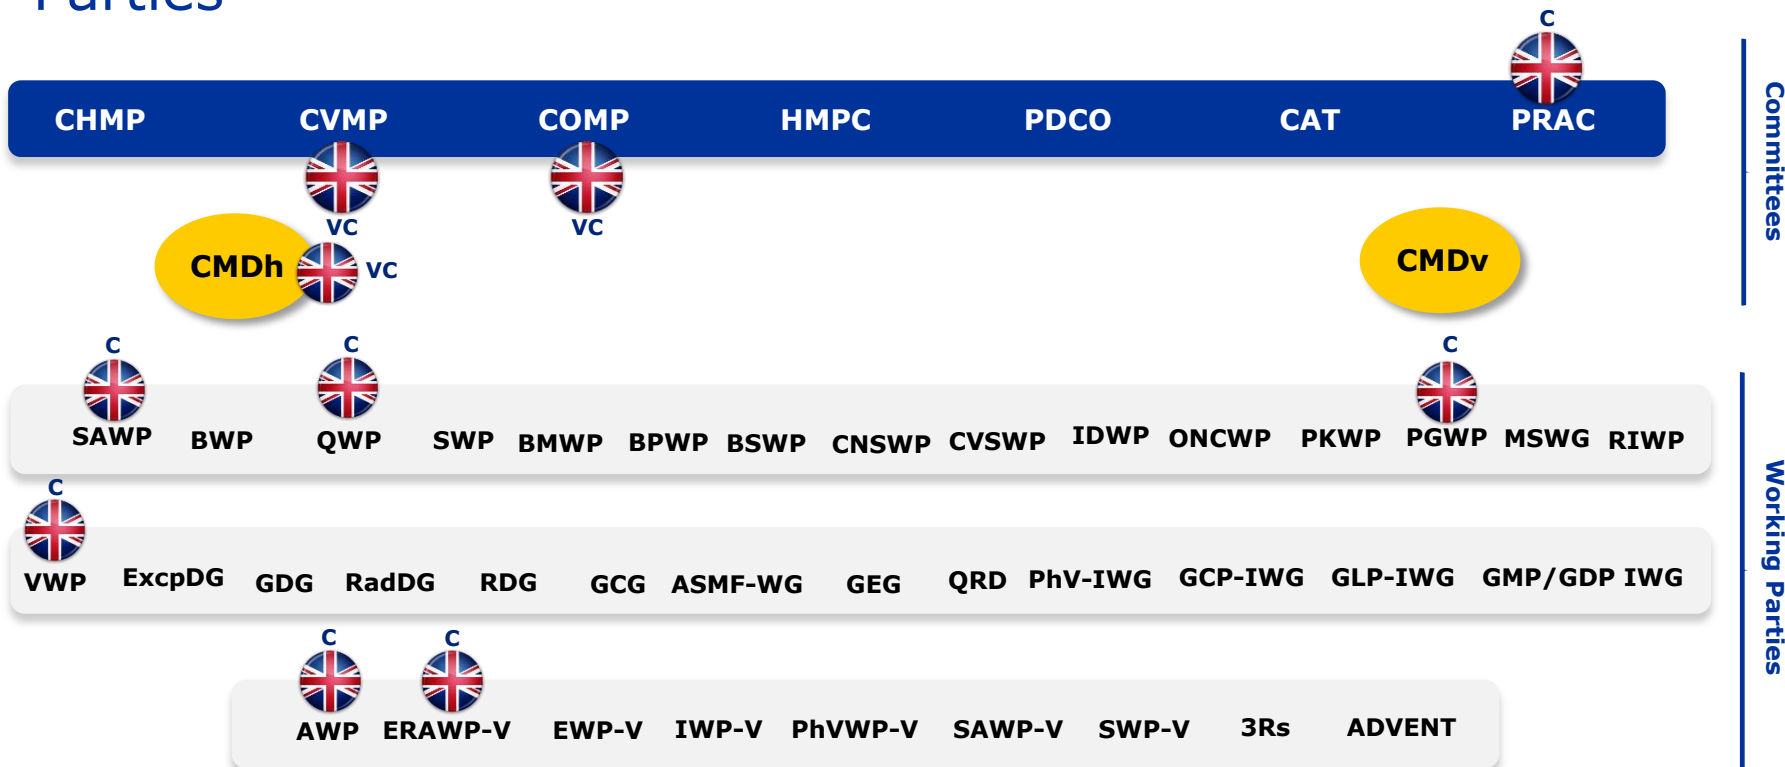 Parties
C
CHMP CVMP COMP HMPC PDCO CAT PRAC
VC VC
CMDh VC CMDv
Committees
C C C
SAWP BWP QWP SWP BMWP BPWP BSWP CNSWP CVSWP IDWP ONCWP PKWP PGWP MSWG RIWP
C
VWP ExcpDG GDG RadDG RDG GCG ASMF-WG GEG QRD PhV-IWG GCP-IWG GLP-IWG GMP/GDP IWG
C C
AWP ERAWP-V EWP-V IWP-V PhVWP-V SAWP-V SWP-V 3Rs ADVENT
Working Parties